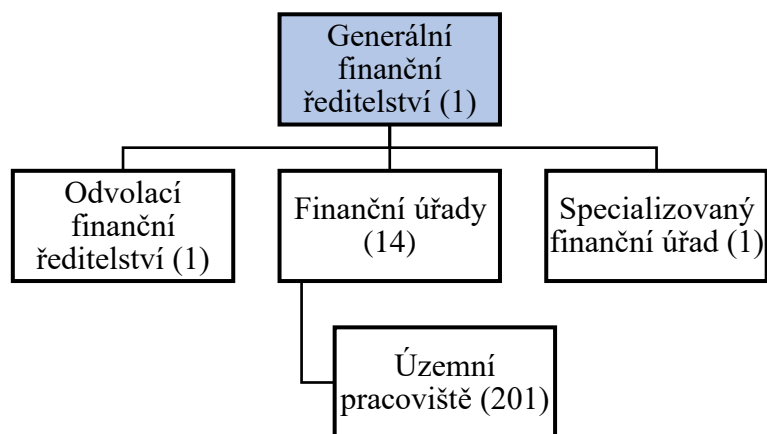 Generální
finanční
ředitelství (1)
Odvolací
finanční
ředitelství (1)
Finanční úřady
(14)
Specializovaný
finanční úřad (1)
Územní
pracoviště (201)